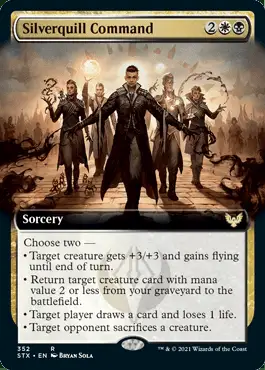 Silverquill Command 2
Sorcery
Choose two —
• Target creature gets +3/+3 and gains flying
until end of turn.
• Return target creature card with mana
value 2 or less from your graveyard to the
battlefield.
• Target player draws a card and loses 1 life.
• Target opponent sacrifices a creature.
352 R
STX • EN BRYAN SOLA
™ & © 2021 Wizards of the Coast